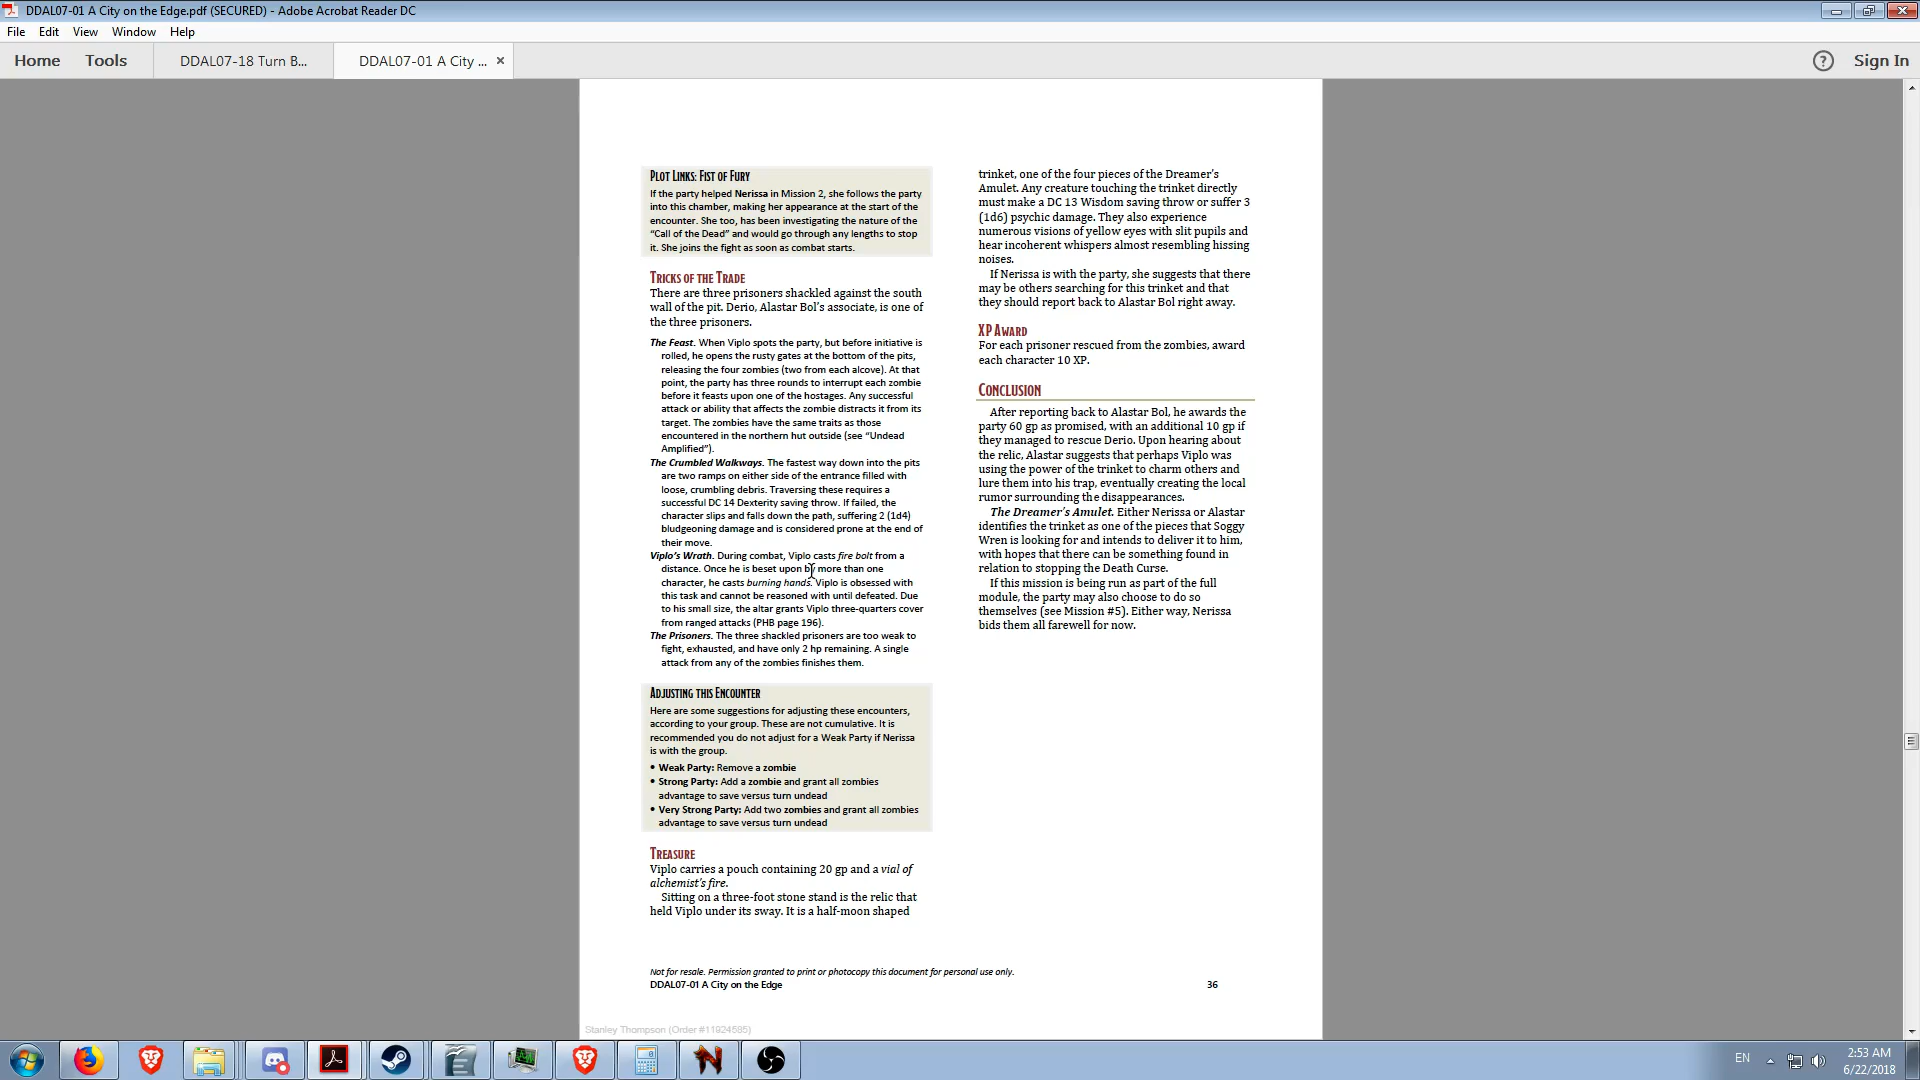 DDAL07-01 A City on the Edge.pdf (SECURED) - Adobe Acrobat Reader DC
File Edit View Window Help
Home Tools DDAL07-18 Turn B... DDAL07-01 A City ... × ? Sign In
PLOT LINKS: FIST OF FURY
If the party helped Nerissa in Mission 2, she follows the party
into this chamber, making her appearance at the start of the
encounter. She too, has been investigating the nature of the
“Call of the Dead” and would go through any lengths to stop
it. She joins the fight as soon as combat starts.
TRICKS OF THE TRADE
There are three prisoners shackled against the south
wall of the pit. Derio, Alastar Bol’s associate, is one of
the three prisoners.
The Feast. When Viplo spots the party, but before initiative is
rolled, he opens the rusty gates at the bottom of the pits,
releasing the four zombies (two from each alcove). At that
point, the party has three rounds to interrupt each zombie
before it feasts upon one of the hostages. Any successful
attack or ability that affects the zombie distracts it from its
target. The zombies have the same traits as those
encountered in the northern hut outside (see “Undead
Amplified”).
The Crumbled Walkways. The fastest way down into the pits
are two ramps on either side of the entrance filled with
loose, crumbling debris. Traversing these requires a
successful DC 14 Dexterity saving throw. If failed, the
character slips and falls down the path, suffering 2 (1d4)
bludgeoning damage and is considered prone at the end of
their move.
Viplo’s Wrath. During combat, Viplo casts fire bolt from a
distance. Once he is beset upon by more than one
character, he casts burning hands. Viplo is obsessed with
this task and cannot be reasoned with until defeated. Due
to his small size, the altar grants Viplo three-quarters cover
from ranged attacks (PHB page 196).
The Prisoners. The three shackled prisoners are too weak to
fight, exhausted, and have only 2 hp remaining. A single
attack from any of the zombies finishes them.
ADJUSTING THIS ENCOUNTER
Here are some suggestions for adjusting these encounters,
according to your group. These are not cumulative. It is
recommended you do not adjust for a Weak Party if Nerissa
is with the group.
• Weak Party: Remove a zombie
• Strong Party: Add a zombie and grant all zombies
advantage to save versus turn undead
• Very Strong Party: Add two zombies and grant all zombies
advantage to save versus turn undead
TREASURE
Viplo carries a pouch containing 20 gp and a vial of
alchemist’s fire.
Sitting on a three-foot stone stand is the relic that
held Viplo under its sway. It is a half-moon shaped
trinket, one of the four pieces of the Dreamer’s
Amulet. Any creature touching the trinket directly
must make a DC 13 Wisdom saving throw or suffer 3
(1d6) psychic damage. They also experience
numerous visions of yellow eyes with slit pupils and
hear incoherent whispers almost resembling hissing
noises.
If Nerissa is with the party, she suggests that there
may be others searching for this trinket and that
they should report back to Alastar Bol right away.
XP AWARD
For each prisoner rescued from the zombies, award
each character 10 XP.
CONCLUSION
After reporting back to Alastar Bol, he awards the
party 60 gp as promised, with an additional 10 gp if
they managed to rescue Derio. Upon hearing about
the relic, Alastar suggests that perhaps Viplo was
using the power of the trinket to charm others and
lure them into his trap, eventually creating the local
rumor surrounding the disappearances.
The Dreamer’s Amulet. Either Nerissa or Alastar
identifies the trinket as one of the pieces that Soggy
Wren is looking for and intends to deliver it to him,
with hopes that there can be something found in
relation to stopping the Death Curse.
If this mission is being run as part of the full
module, the party may also choose to do so
themselves (see Mission #5). Either way, Nerissa
bids them all farewell for now.
Not for resale. Permission granted to print or photocopy this document for personal use only.
DDAL07-01 A City on the Edge 36
Stanley Thompson (Order #11924585)
EN
2:53 AM
6/22/2018